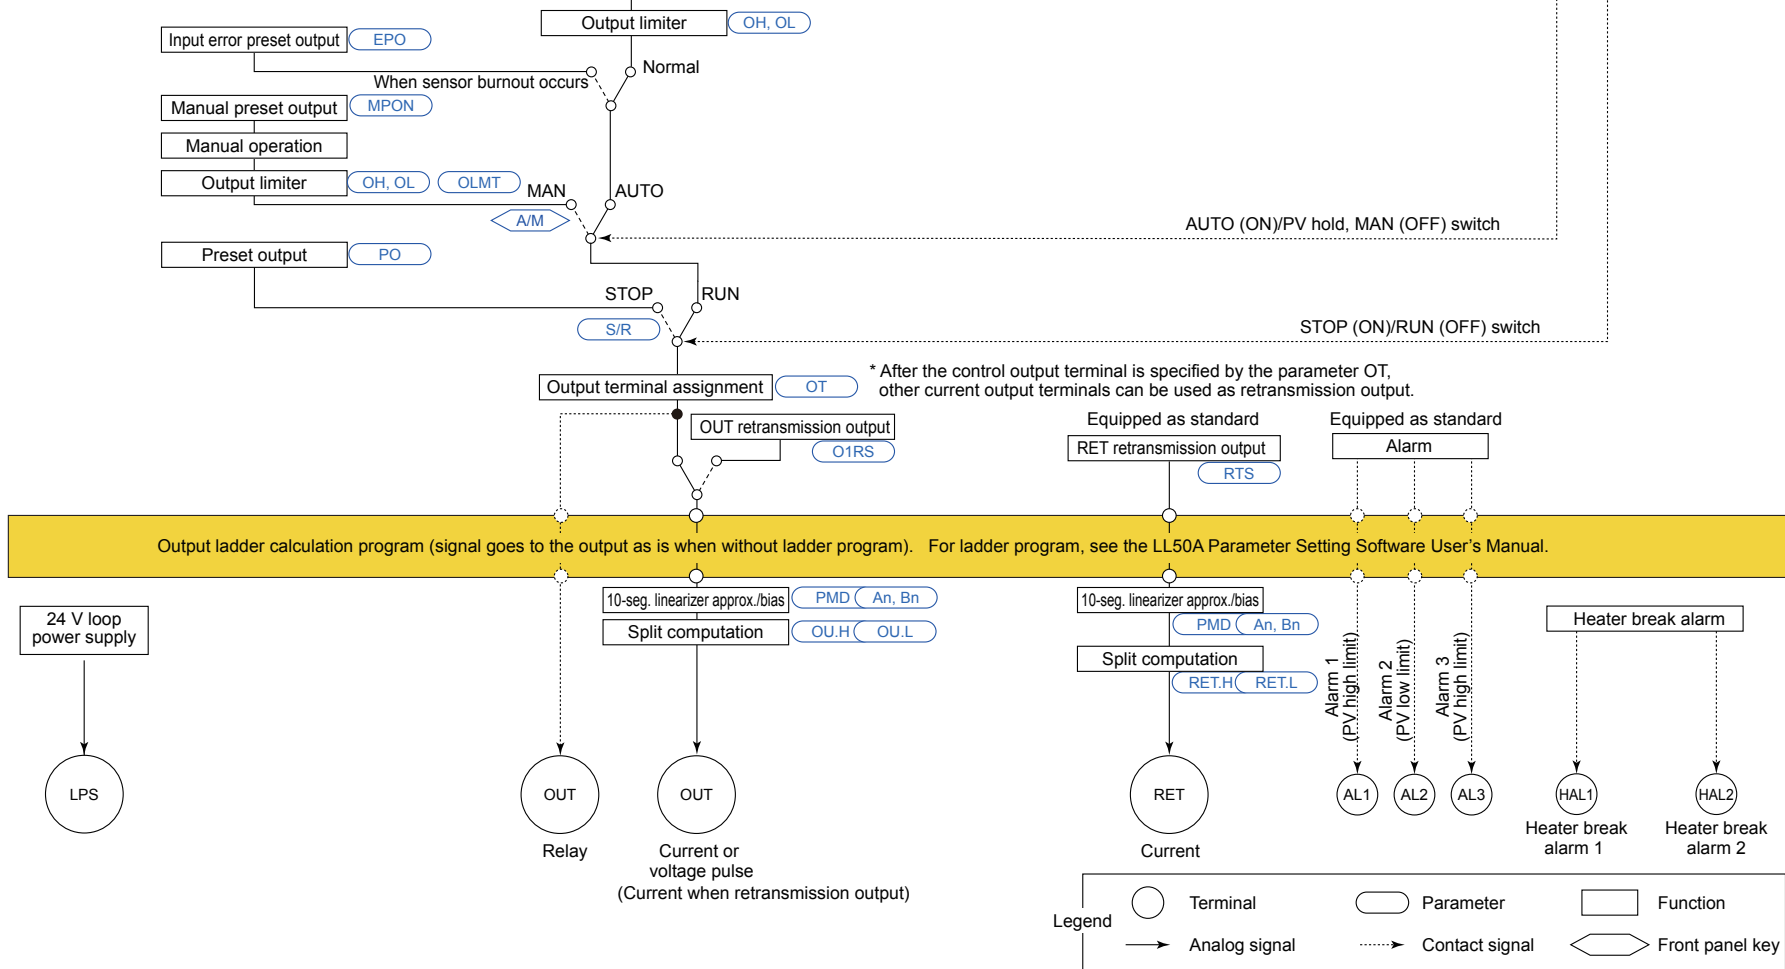 Output limiter
OH, OL
Input error preset output
EPO
Normal
When sensor burnout occurs
Manual preset output
MPON
Manual operation
Output limiter
OH, OL
OLMT
MAN
AUTO
A/M
AUTO (ON)/PV hold, MAN (OFF) switch
Preset output
PO
STOP
RUN
S/R
STOP (ON)/RUN (OFF) switch
Output terminal assignment
OT
* After the control output terminal is specified by the parameter OT,
other current output terminals can be used as retransmission output.
OUT retransmission output
O1RS
Equipped as standard
RET retransmission output
RTS
Equipped as standard
Alarm
Output ladder calculation program (signal goes to the output as is when without ladder program). For ladder program, see the LL50A Parameter Setting Software User's Manual.
24 V loop
power supply
10-seg. linearizer approx./bias
PMD
An, Bn
Split computation
OU.H
OU.L
10-seg. linearizer approx./bias
PMD
An, Bn
Split computation
RET.H
RET.L
Alarm 1
(PV high limit)
Alarm 2
(PV low limit)
Alarm 3
(PV high limit)
Heater break alarm
LPS
OUT
OUT
RET
AL1
AL2
AL3
HAL1
HAL2
Relay
Current or
voltage pulse
(Current when retransmission output)
Current
Heater break
alarm 1
Heater break
alarm 2
Legend
Terminal
Parameter
Function
Analog signal
Contact signal
Front panel key